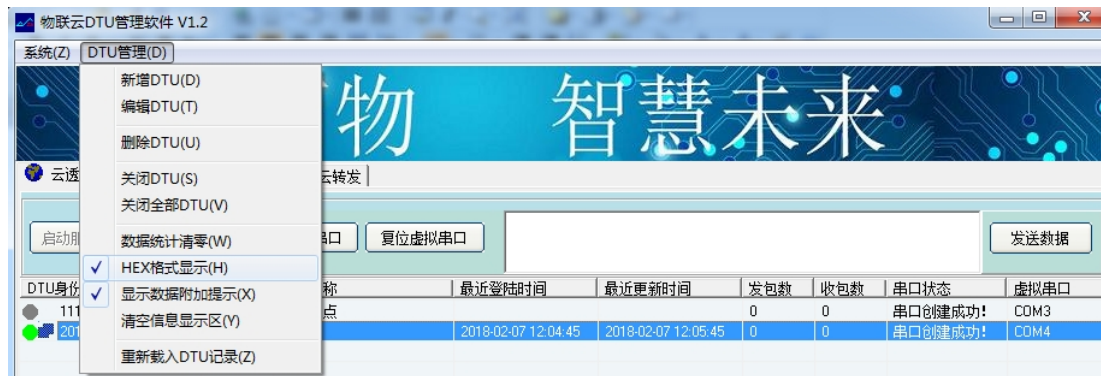 物联云DTU管理软件 V1.2
系统(Z) DTU管理(D)
新增DTU(D)
编辑DTU(T)
删除DTU(U)
关闭DTU(S)
关闭全部DTU(V)
数据统计清零(W)
HEX格式显示(H)
显示数据附加提示(X)
清空信息显示区(Y)
重新载入DTU记录(Z)
物 智慧未来
云透 云转发
启动 串口 复位虚拟串口 发送数据
DTU身份 称 最近登陆时间 最近更新时间 发包数 收包数 串口状态 虚拟串口
111 点 0 0 串口创建成功! COM3
201 2018-02-07 12:04:45 2018-02-07 12:05:45 0 0 串口创建成功! COM4